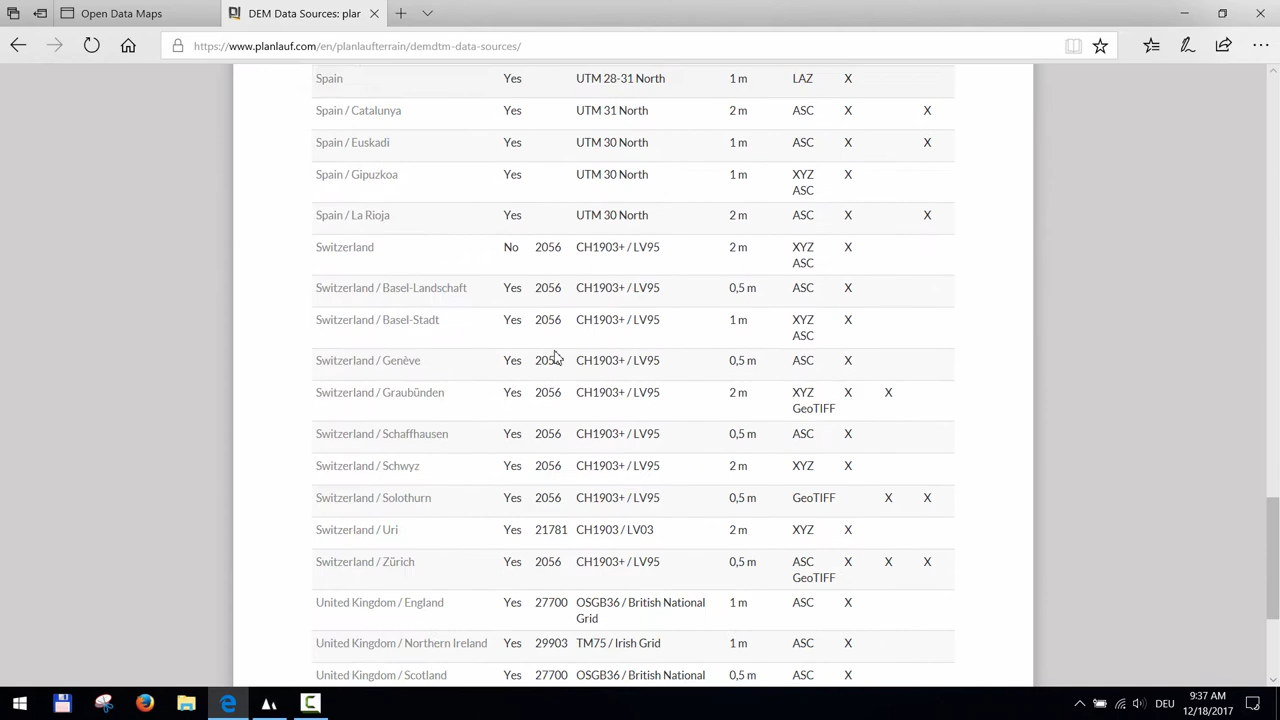 Open Data Maps
DEM Data Sources: plar
https://www.planlauf.com/en/planlaufterrain/demdtm-data-sources/
Spain Yes UTM 28-31 North 1 m LAZ X
Spain / Catalunya Yes UTM 31 North 2 m ASC X X
Spain / Euskadi Yes UTM 30 North 1 m ASC X X
Spain / Gipuzkoa Yes UTM 30 North 1 m XYZ X
ASC
Spain / La Rioja Yes UTM 30 North 2 m ASC X X
Switzerland No 2056 CH1903+ / LV95 2 m XYZ X
ASC
Switzerland / Basel-Landschaft Yes 2056 CH1903+ / LV95 0,5 m ASC X
Switzerland / Basel-Stadt Yes 2056 CH1903+ / LV95 1 m XYZ X
ASC
Switzerland / Genève Yes 2056 CH1903+ / LV95 0,5 m ASC X
Switzerland / Graubünden Yes 2056 CH1903+ / LV95 2 m XYZ X X
GeoTIFF
Switzerland / Schaffhausen Yes 2056 CH1903+ / LV95 0,5 m ASC X
Switzerland / Schwyz Yes 2056 CH1903+ / LV95 2 m XYZ X
Switzerland / Solothurn Yes 2056 CH1903+ / LV95 0,5 m GeoTIFF X X
Switzerland / Uri Yes 21781 CH1903 / LV03 2 m XYZ X
Switzerland / Zürich Yes 2056 CH1903+ / LV95 0,5 m ASC X X X
GeoTIFF
United Kingdom / England Yes 27700 OSGB36 / British National 1 m ASC X
Grid
United Kingdom / Northern Ireland Yes 29903 TM75 / Irish Grid 1 m ASC X
United Kingdom / Scotland Yes 27700 OSGB36 / British National 0,5 m ASC X
DEU
9:37 AM
12/18/2017